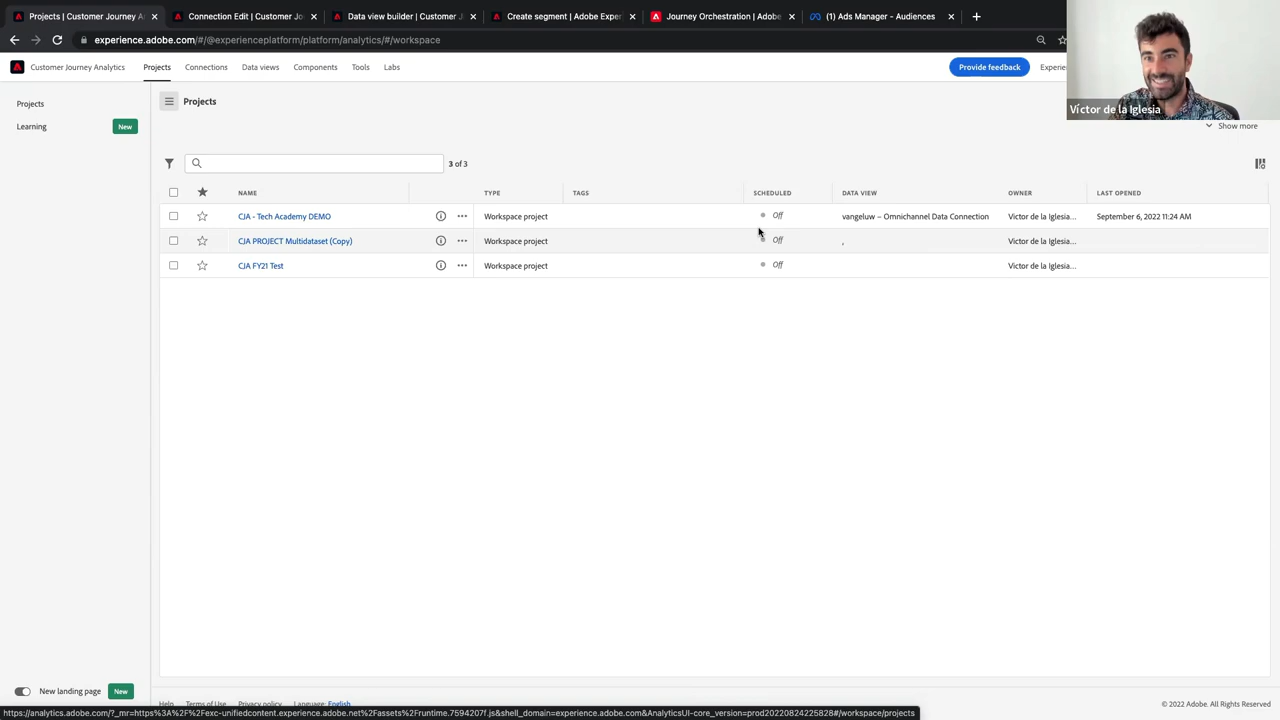 Projects | Customer Journey A
Connection Edit | Customer Jo
Data view builder | Customer J
Create segment | Adobe Exper
Journey Orchestration | Adobe
(1) Ads Manager - Audiences
experience.adobe.com/#/@experienceplatform/platform/analytics/#/workspace
Customer Journey Analytics
Projects
Connections
Data views
Components
Tools
Labs
Provide feedback
Experie
Víctor de la Iglesia
Projects
Learning
New
Projects
Show more
3 of 3
NAME TYPE TAGS SCHEDULED DATA VIEW OWNER LAST OPENED
CJA - Tech Academy DEMO Workspace project Off vangeluw – Omnichannel Data Connection Victor de la Iglesia... September 6, 2022 11:24 AM
CJA PROJECT Multidataset (Copy) Workspace project Off , Victor de la Iglesia...
CJA FY21 Test Workspace project Off Victor de la Iglesia...
New landing page New
Help Terms of Use Privacy policy Language: English
© 2022 Adobe. All Rights Reserved
https://analytics.adobe.com/?_mr=https%3A%2F%2Fexc-unifiedcontent.experience.adobe.net%2Fassets%2Fruntime.7594207f.js&shell_domain=experience.adobe.com&AnalyticsUI-core_version=prod20220824225828#/workspace/projects